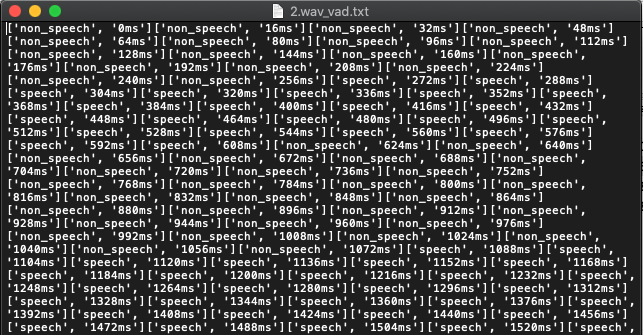 2.wav_vad.txt
['non_speech', '0ms']['non_speech', '16ms']['non_speech', '32ms']['non_speech', '48ms']
['non_speech', '64ms']['non_speech', '80ms']['non_speech', '96ms']['non_speech', '112ms']
['non_speech', '128ms']['non_speech', '144ms']['non_speech', '160ms']['non_speech',
'176ms']['non_speech', '192ms']['non_speech', '208ms']['non_speech', '224ms']
['non_speech', '240ms']['non_speech', '256ms']['non_speech', '272ms']['speech', '288ms']
['speech', '304ms']['speech', '320ms']['speech', '336ms']['speech', '352ms']['speech',
'368ms']['speech', '384ms']['speech', '400ms']['speech', '416ms']['speech', '432ms']
['speech', '448ms']['speech', '464ms']['speech', '480ms']['speech', '496ms']['speech',
'512ms']['speech', '528ms']['speech', '544ms']['speech', '560ms']['speech', '576ms']
['speech', '592ms']['speech', '608ms']['non_speech', '624ms']['non_speech', '640ms']
['non_speech', '656ms']['non_speech', '672ms']['non_speech', '688ms']['non_speech',
'704ms']['non_speech', '720ms']['non_speech', '736ms']['non_speech', '752ms']
['non_speech', '768ms']['non_speech', '784ms']['non_speech', '800ms']['non_speech',
'816ms']['non_speech', '832ms']['non_speech', '848ms']['non_speech', '864ms']
['non_speech', '880ms']['non_speech', '896ms']['non_speech', '912ms']['non_speech',
'928ms']['non_speech', '944ms']['non_speech', '960ms']['non_speech', '976ms']
['non_speech', '992ms']['non_speech', '1008ms']['non_speech', '1024ms']['non_speech',
'1040ms']['non_speech', '1056ms']['non_speech', '1072ms']['speech', '1088ms']['speech',
'1104ms']['speech', '1120ms']['speech', '1136ms']['speech', '1152ms']['speech', '1168ms']
['speech', '1184ms']['speech', '1200ms']['speech', '1216ms']['speech', '1232ms']['speech',
'1248ms']['speech', '1264ms']['speech', '1280ms']['speech', '1296ms']['speech', '1312ms']
['speech', '1328ms']['speech', '1344ms']['speech', '1360ms']['speech', '1376ms']['speech',
'1392ms']['speech', '1408ms']['speech', '1424ms']['speech', '1440ms']['speech', '1456ms']
['speech', '1472ms']['speech', '1488ms']['speech', '1504ms']['speech', '1520ms']['speech',